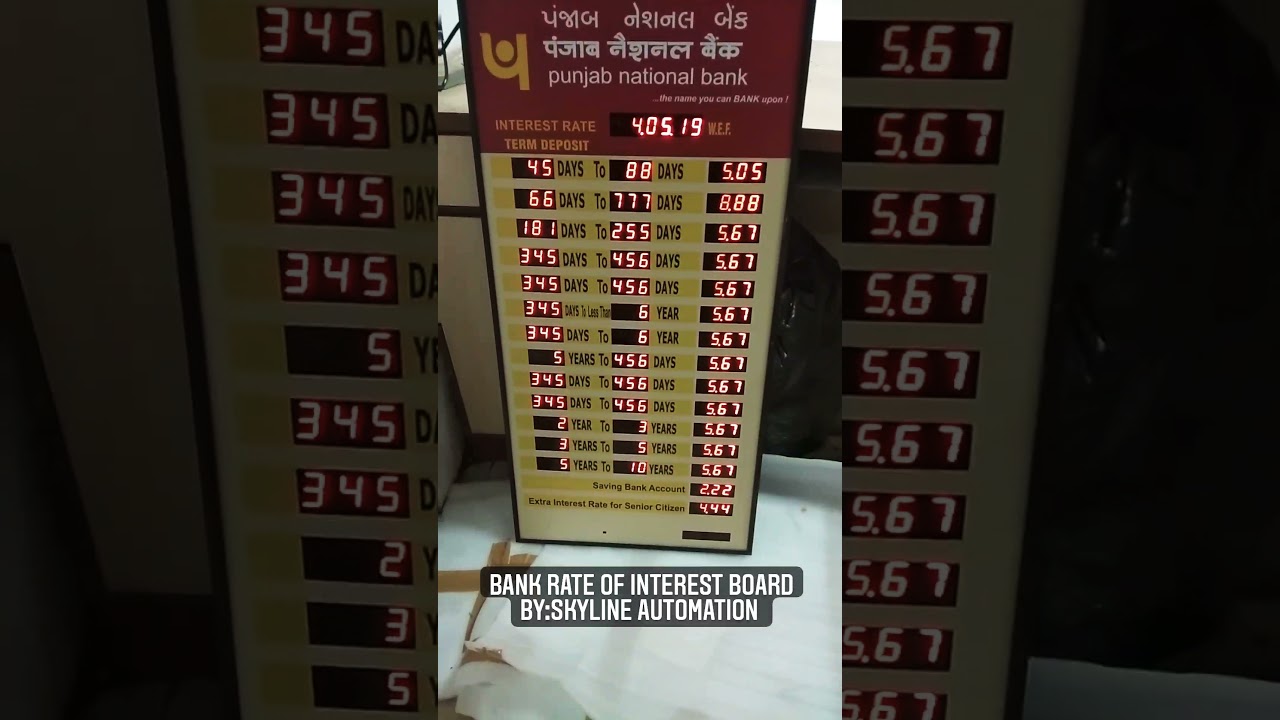 પંજાબ નેશનલ બેંક
पंजाब नैशनल बैंक
punjab national bank
...the name you can BANK upon !
INTEREST RATE 4.05.19 W.E.F.
TERM DEPOSIT
45 DAYS To 88 DAYS 5.05
66 DAYS To 777 DAYS 8.88
181 DAYS To 255 DAYS 5.67
345 DAYS To 456 DAYS 5.67
345 DAYS To 456 DAYS 5.67
345 DAYS To Less Than 6 YEAR 5.67
345 DAYS To 6 YEAR 5.67
5 YEARS To 456 DAYS 5.67
345 DAYS To 456 DAYS 5.67
345 DAYS To 456 DAYS 5.67
2 YEAR To 3 YEARS 5.67
3 YEARS To 5 YEARS 5.67
5 YEARS To 10 YEARS 5.67
Saving Bank Account 2.22
Extra Interest Rate for Senior Citizen 4.44
BANK RATE OF INTEREST BOARD
BY:SKYLINE AUTOMATION